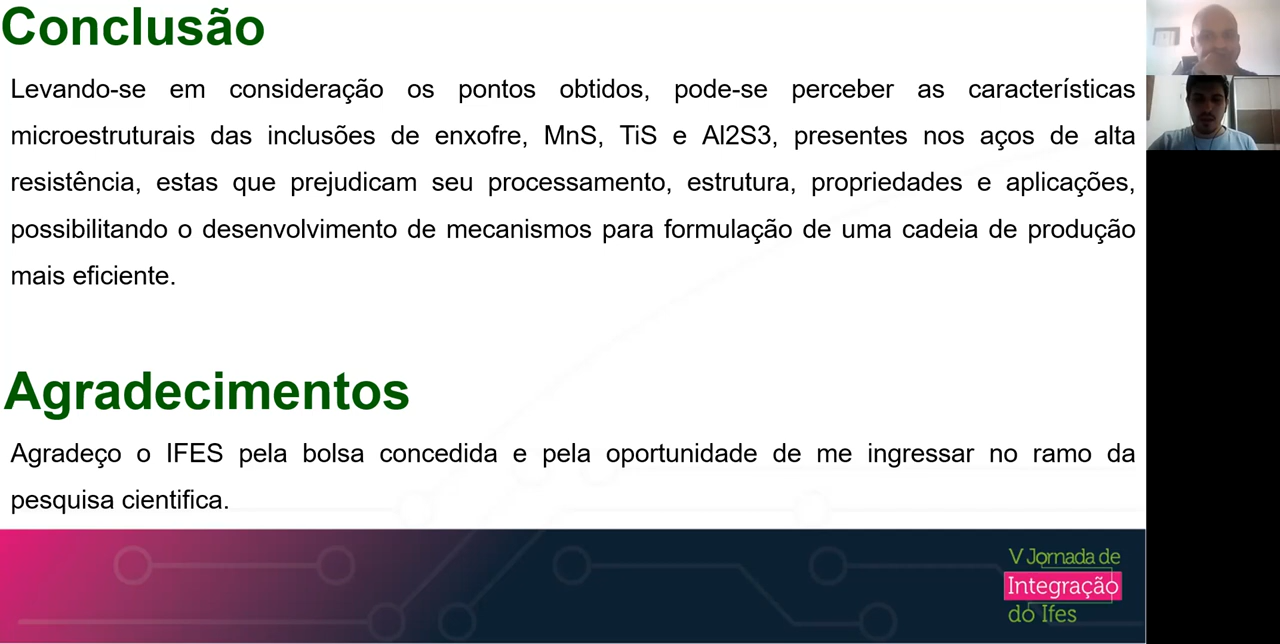 Conclusão
Levando-se em consideração os pontos obtidos, pode-se perceber as características
microestruturais das inclusões de enxofre, MnS, TiS e Al2S3, presentes nos aços de alta
resistência, estas que prejudicam seu processamento, estrutura, propriedades e aplicações,
possibilitando o desenvolvimento de mecanismos para formulação de uma cadeia de produção
mais eficiente.
Agradecimentos
Agradeço o IFES pela bolsa concedida e pela oportunidade de me ingressar no ramo da
pesquisa cientifica.
V Jornada de
Integração
do Ifes